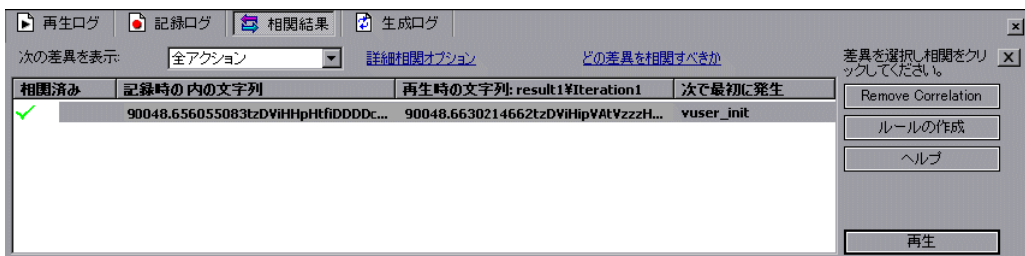 再生ログ 記録ログ 相関結果 生成ログ
次の差異を表示: 全アクション 詳細相関オプション どの差異を相関すべきか
差異を選択し相関をクリ
ックしてください。
相関済み 記録時の 内の文字列 再生時の文字列: result1¥Iteration1 次で最初に発生
90048.656055083tzD¥iHHpHtfiDDDDc... 90048.6630214662tzD¥iHip¥At¥zzzH... vuser_init
Remove Correlation
ルールの作成
ヘルプ
再生